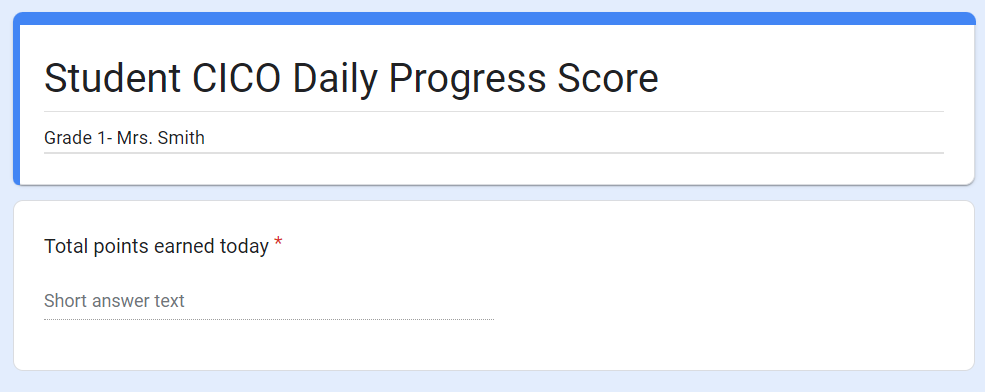 Student CICO Daily Progress Score
Grade 1- Mrs. Smith
Total points earned today *
Short answer text